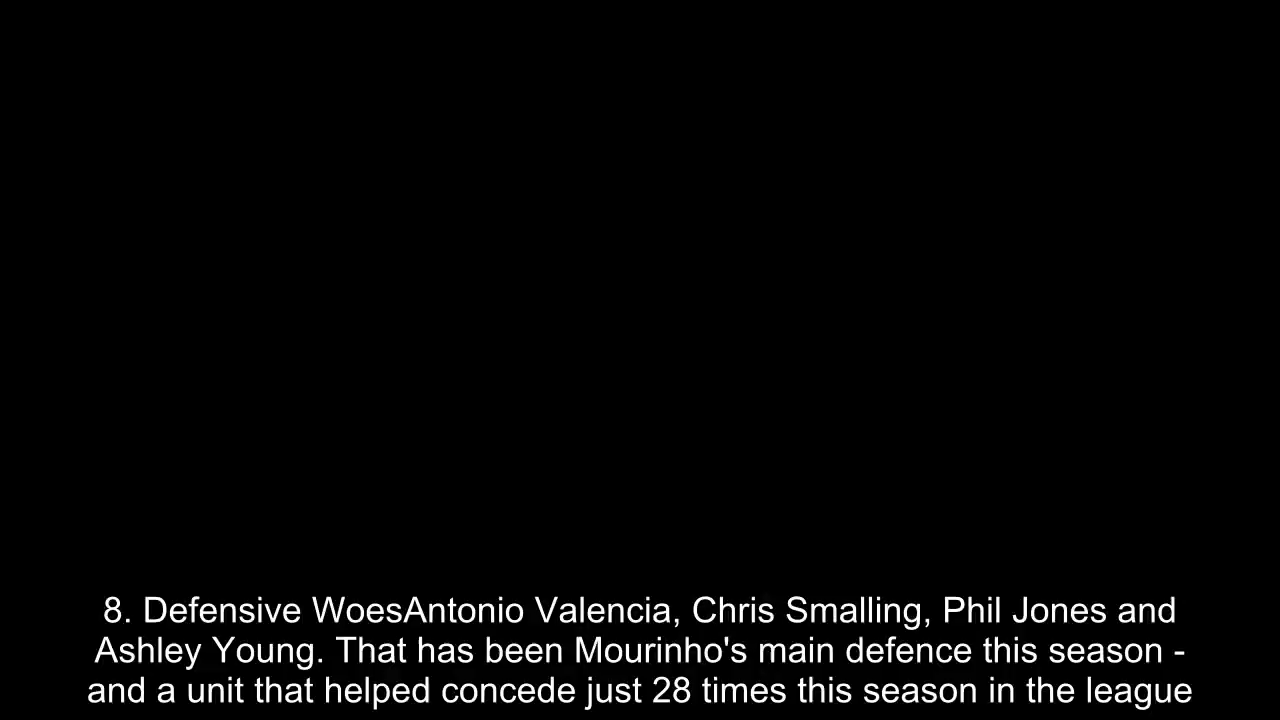 8. Defensive WoesAntonio Valencia, Chris Smalling, Phil Jones and
Ashley Young. That has been Mourinho's main defence this season -
and a unit that helped concede just 28 times this season in the league